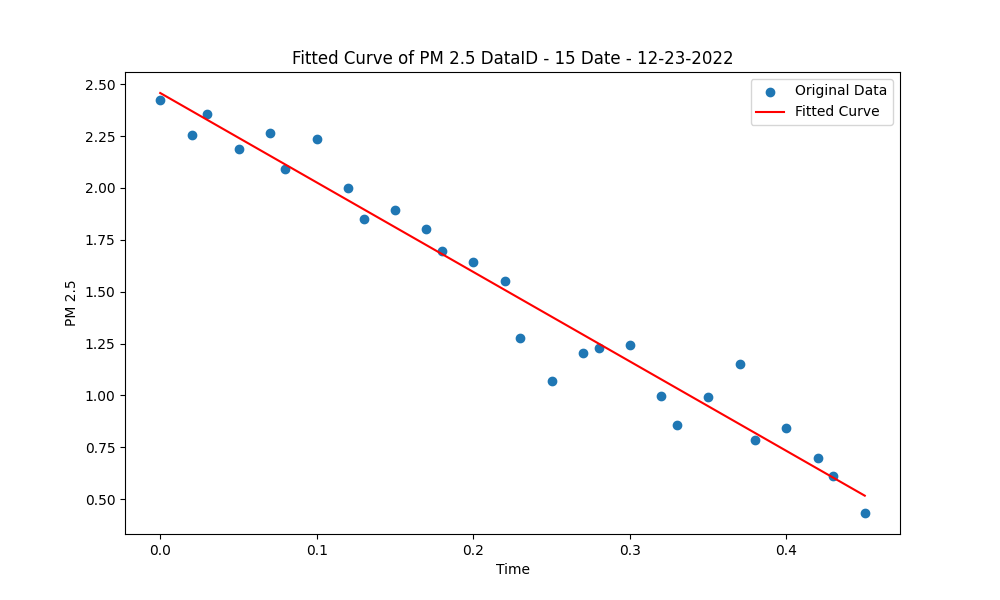 Fitted Curve of PM 2.5 DataID - 15 Date - 12-23-2022
Original Data
Fitted Curve
2.50
2.25
2.00
1.75
1.50
1.25
1.00
0.75
0.50
PM 2.5
0.0 0.1 0.2 0.3 0.4
Time